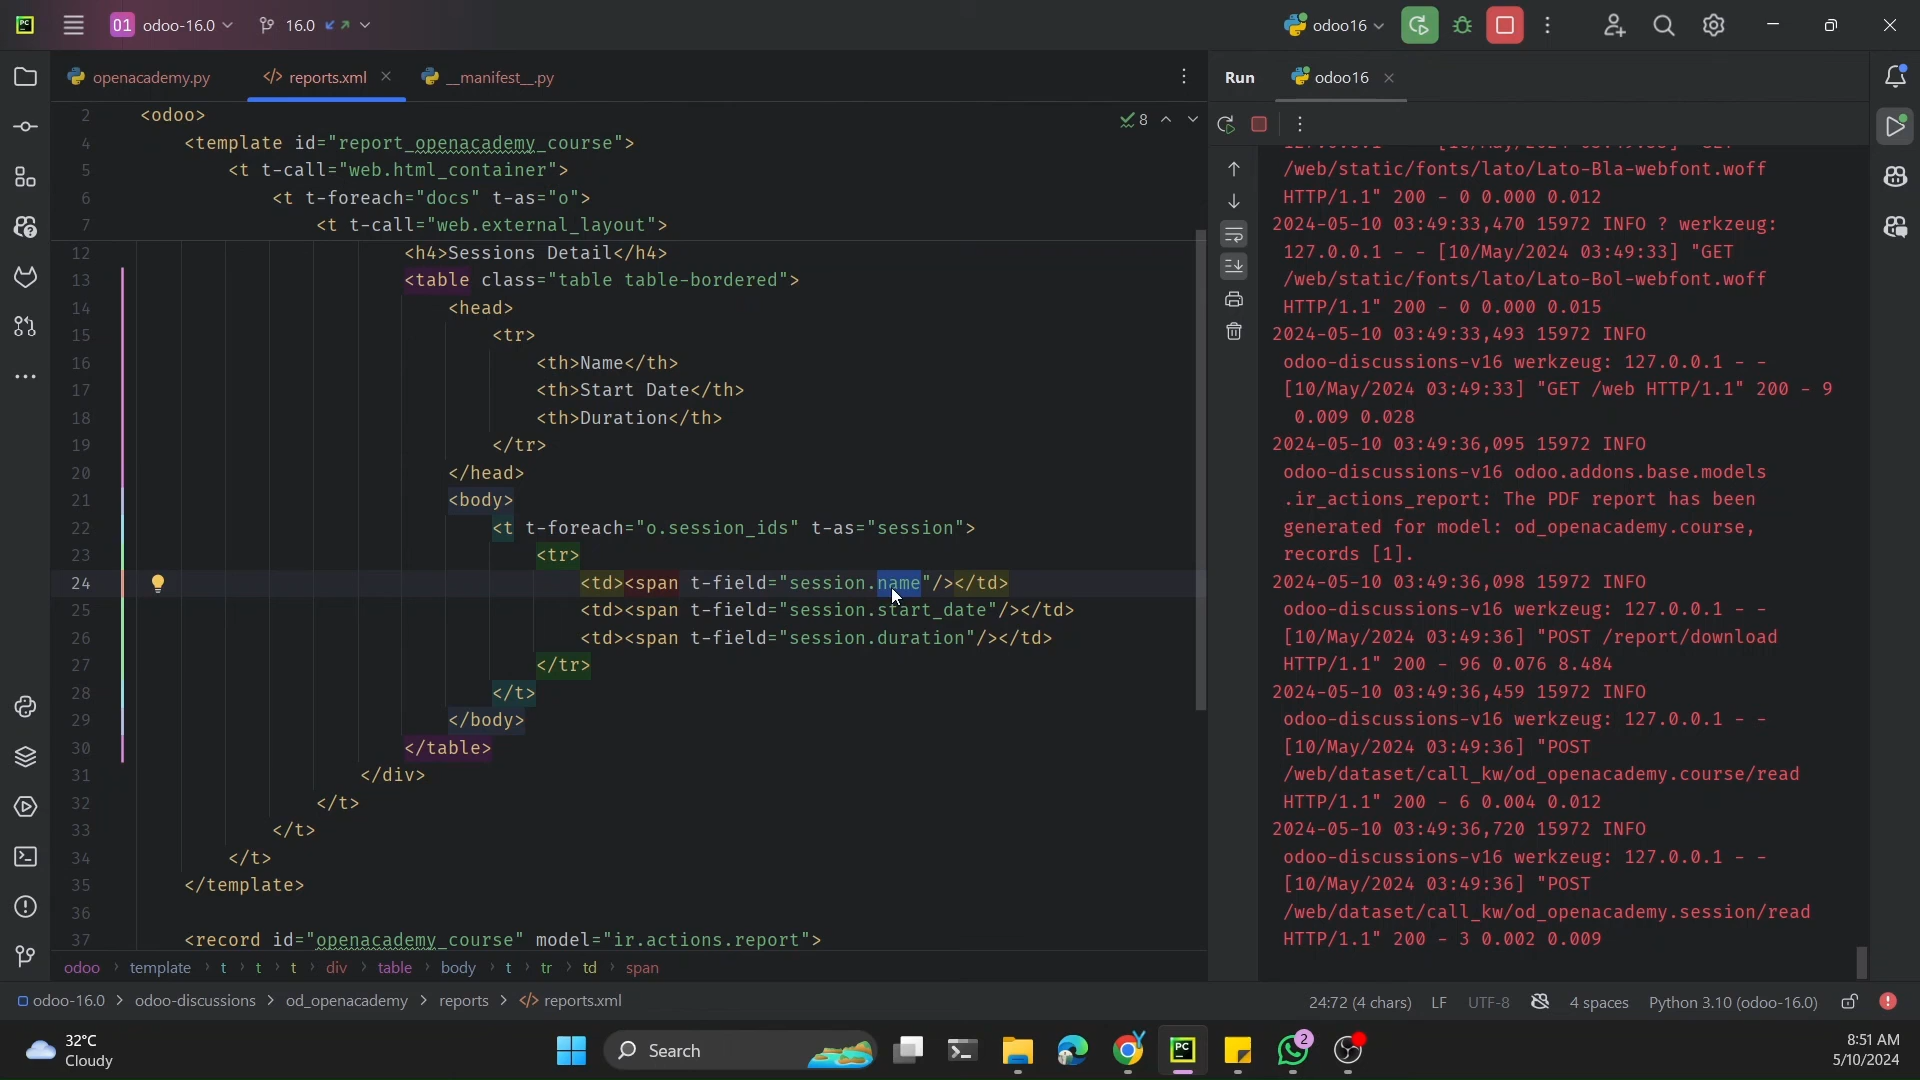 01 odoo-16.0 16.0 odoo16
openacademy.py reports.xml __manifest__.py Run odoo16
2 <odoo> 8
4 <template id="report_openacademy_course">
5 <t t-call="web.html_container">
6 <t t-foreach="docs" t-as="o">
7 <t t-call="web.external_layout">
12 <h4>Sessions Detail</h4>
13 <table class="table table-bordered">
14 <head>
15 <tr>
16 <th>Name</th>
17 <th>Start Date</th>
18 <th>Duration</th>
19 </tr>
20 </head>
21 <body>
22 <t t-foreach="o.session_ids" t-as="session">
23 <tr>
24 <td><span t-field="session.name"/></td>
25 <td><span t-field="session.start_date"/></td>
26 <td><span t-field="session.duration"/></td>
27 </tr>
28 </t>
29 </body>
30 </table>
31 </div>
32 </t>
33 </t>
34 </t>
35 </template>
36
37 <record id="openacademy_course" model="ir.actions.report">
odoo template t t t div table body t tr td span
/web/static/fonts/lato/Lato-Bla-webfont.woff
HTTP/1.1" 200 - 0 0.000 0.012
2024-05-10 03:49:33,470 15972 INFO ? werkzeug:
127.0.0.1 - - [10/May/2024 03:49:33] "GET
/web/static/fonts/lato/Lato-Bol-webfont.woff
HTTP/1.1" 200 - 0 0.000 0.015
2024-05-10 03:49:33,493 15972 INFO
odoo-discussions-v16 werkzeug: 127.0.0.1 - -
[10/May/2024 03:49:33] "GET /web HTTP/1.1" 200 - 9
0.009 0.028
2024-05-10 03:49:36,095 15972 INFO
odoo-discussions-v16 odoo.addons.base.models
.ir_actions_report: The PDF report has been
generated for model: od_openacademy.course,
records [1].
2024-05-10 03:49:36,098 15972 INFO
odoo-discussions-v16 werkzeug: 127.0.0.1 - -
[10/May/2024 03:49:36] "POST /report/download
HTTP/1.1" 200 - 96 0.076 8.484
2024-05-10 03:49:36,459 15972 INFO
odoo-discussions-v16 werkzeug: 127.0.0.1 - -
[10/May/2024 03:49:36] "POST
/web/dataset/call_kw/od_openacademy.course/read
HTTP/1.1" 200 - 6 0.004 0.012
2024-05-10 03:49:36,720 15972 INFO
odoo-discussions-v16 werkzeug: 127.0.0.1 - -
[10/May/2024 03:49:36] "POST
/web/dataset/call_kw/od_openacademy.session/read
HTTP/1.1" 200 - 3 0.002 0.009
odoo-16.0 odoo-discussions od_openacademy reports reports.xml 24:72 (4 chars) LF UTF-8 4 spaces Python 3.10 (odoo-16.0)
32°C
Cloudy
Search
2
8:51 AM
5/10/2024